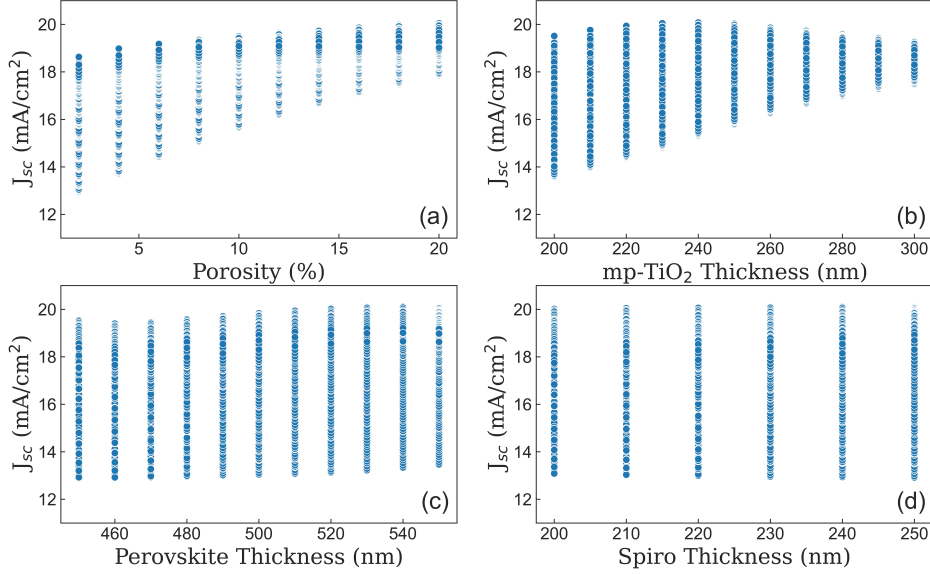 20
18
16
14
12
J_sc (mA/cm²)
(a)
5 10 15 20
Porosity (%)
20
18
16
14
12
J_sc (mA/cm²)
(b)
200 220 240 260 280 300
mp-TiO₂ Thickness (nm)
20
18
16
14
12
J_sc (mA/cm²)
(c)
460 480 500 520 540
Perovskite Thickness (nm)
20
18
16
14
12
J_sc (mA/cm²)
(d)
200 210 220 230 240 250
Spiro Thickness (nm)